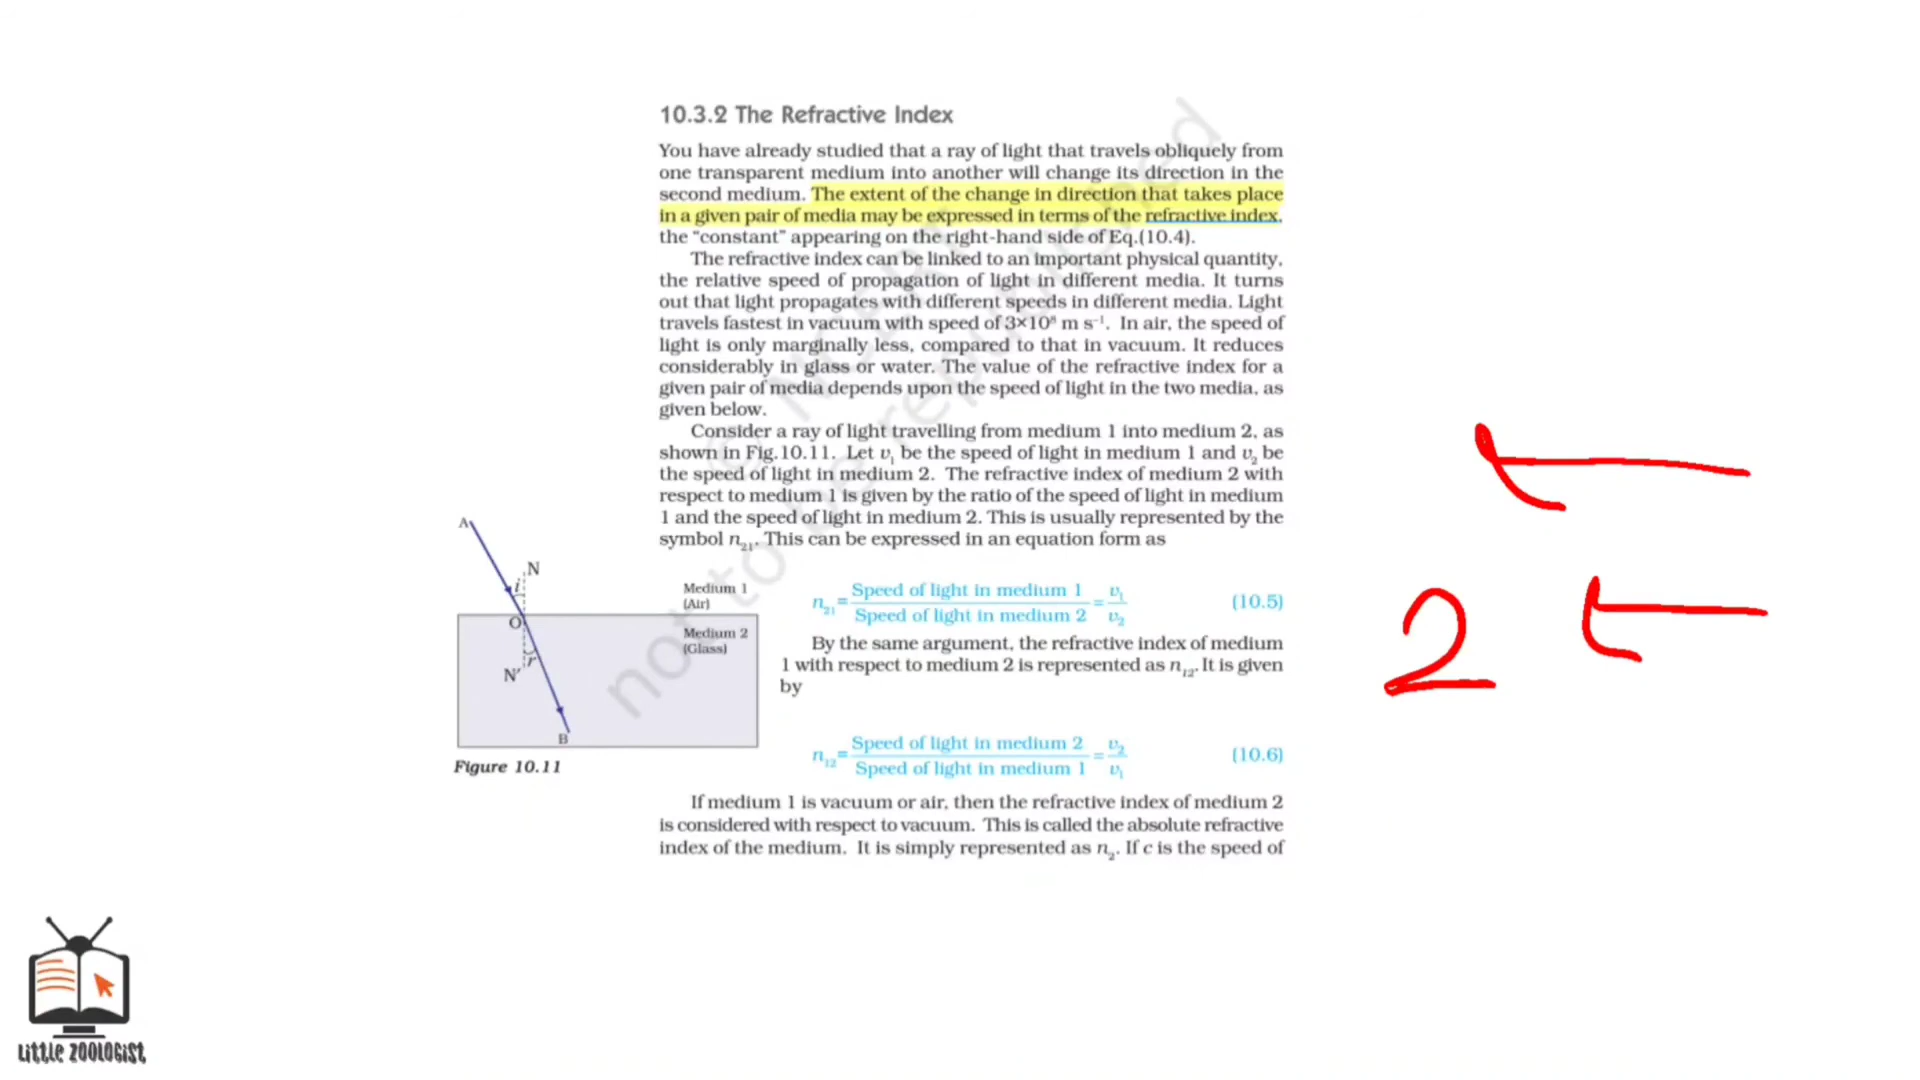 10.3.2 The Refractive Index
You have already studied that a ray of light that travels obliquely from
one transparent medium into another will change its direction in the
second medium. The extent of the change in direction that takes place
in a given pair of media may be expressed in terms of the refractive index,
the “constant” appearing on the right-hand side of Eq.(10.4).
The refractive index can be linked to an important physical quantity,
the relative speed of propagation of light in different media. It turns
out that light propagates with different speeds in different media. Light
travels fastest in vacuum with speed of 3×10⁸ m s⁻¹. In air, the speed of
light is only marginally less, compared to that in vacuum. It reduces
considerably in glass or water. The value of the refractive index for a
given pair of media depends upon the speed of light in the two media, as
given below.
Consider a ray of light travelling from medium 1 into medium 2, as
shown in Fig.10.11. Let v₁ be the speed of light in medium 1 and v₂ be
the speed of light in medium 2. The refractive index of medium 2 with
respect to medium 1 is given by the ratio of the speed of light in medium
1 and the speed of light in medium 2. This is usually represented by the
symbol n₂₁. This can be expressed in an equation form as
A
N
i
O
r
N′
B
Medium 1
(Air)
Medium 2
(Glass)
Figure 10.11
n₂₁ = Speed of light in medium 1 / Speed of light in medium 2 = v₁ / v₂ (10.5)
By the same argument, the refractive index of medium
1 with respect to medium 2 is represented as n₁₂. It is given
by
n₁₂ = Speed of light in medium 2 / Speed of light in medium 1 = v₂ / v₁ (10.6)
If medium 1 is vacuum or air, then the refractive index of medium 2
is considered with respect to vacuum. This is called the absolute refractive
index of the medium. It is simply represented as n₂. If c is the speed of
2
© NCERT
not to be republished
LiTTLE ZOOLOGiST